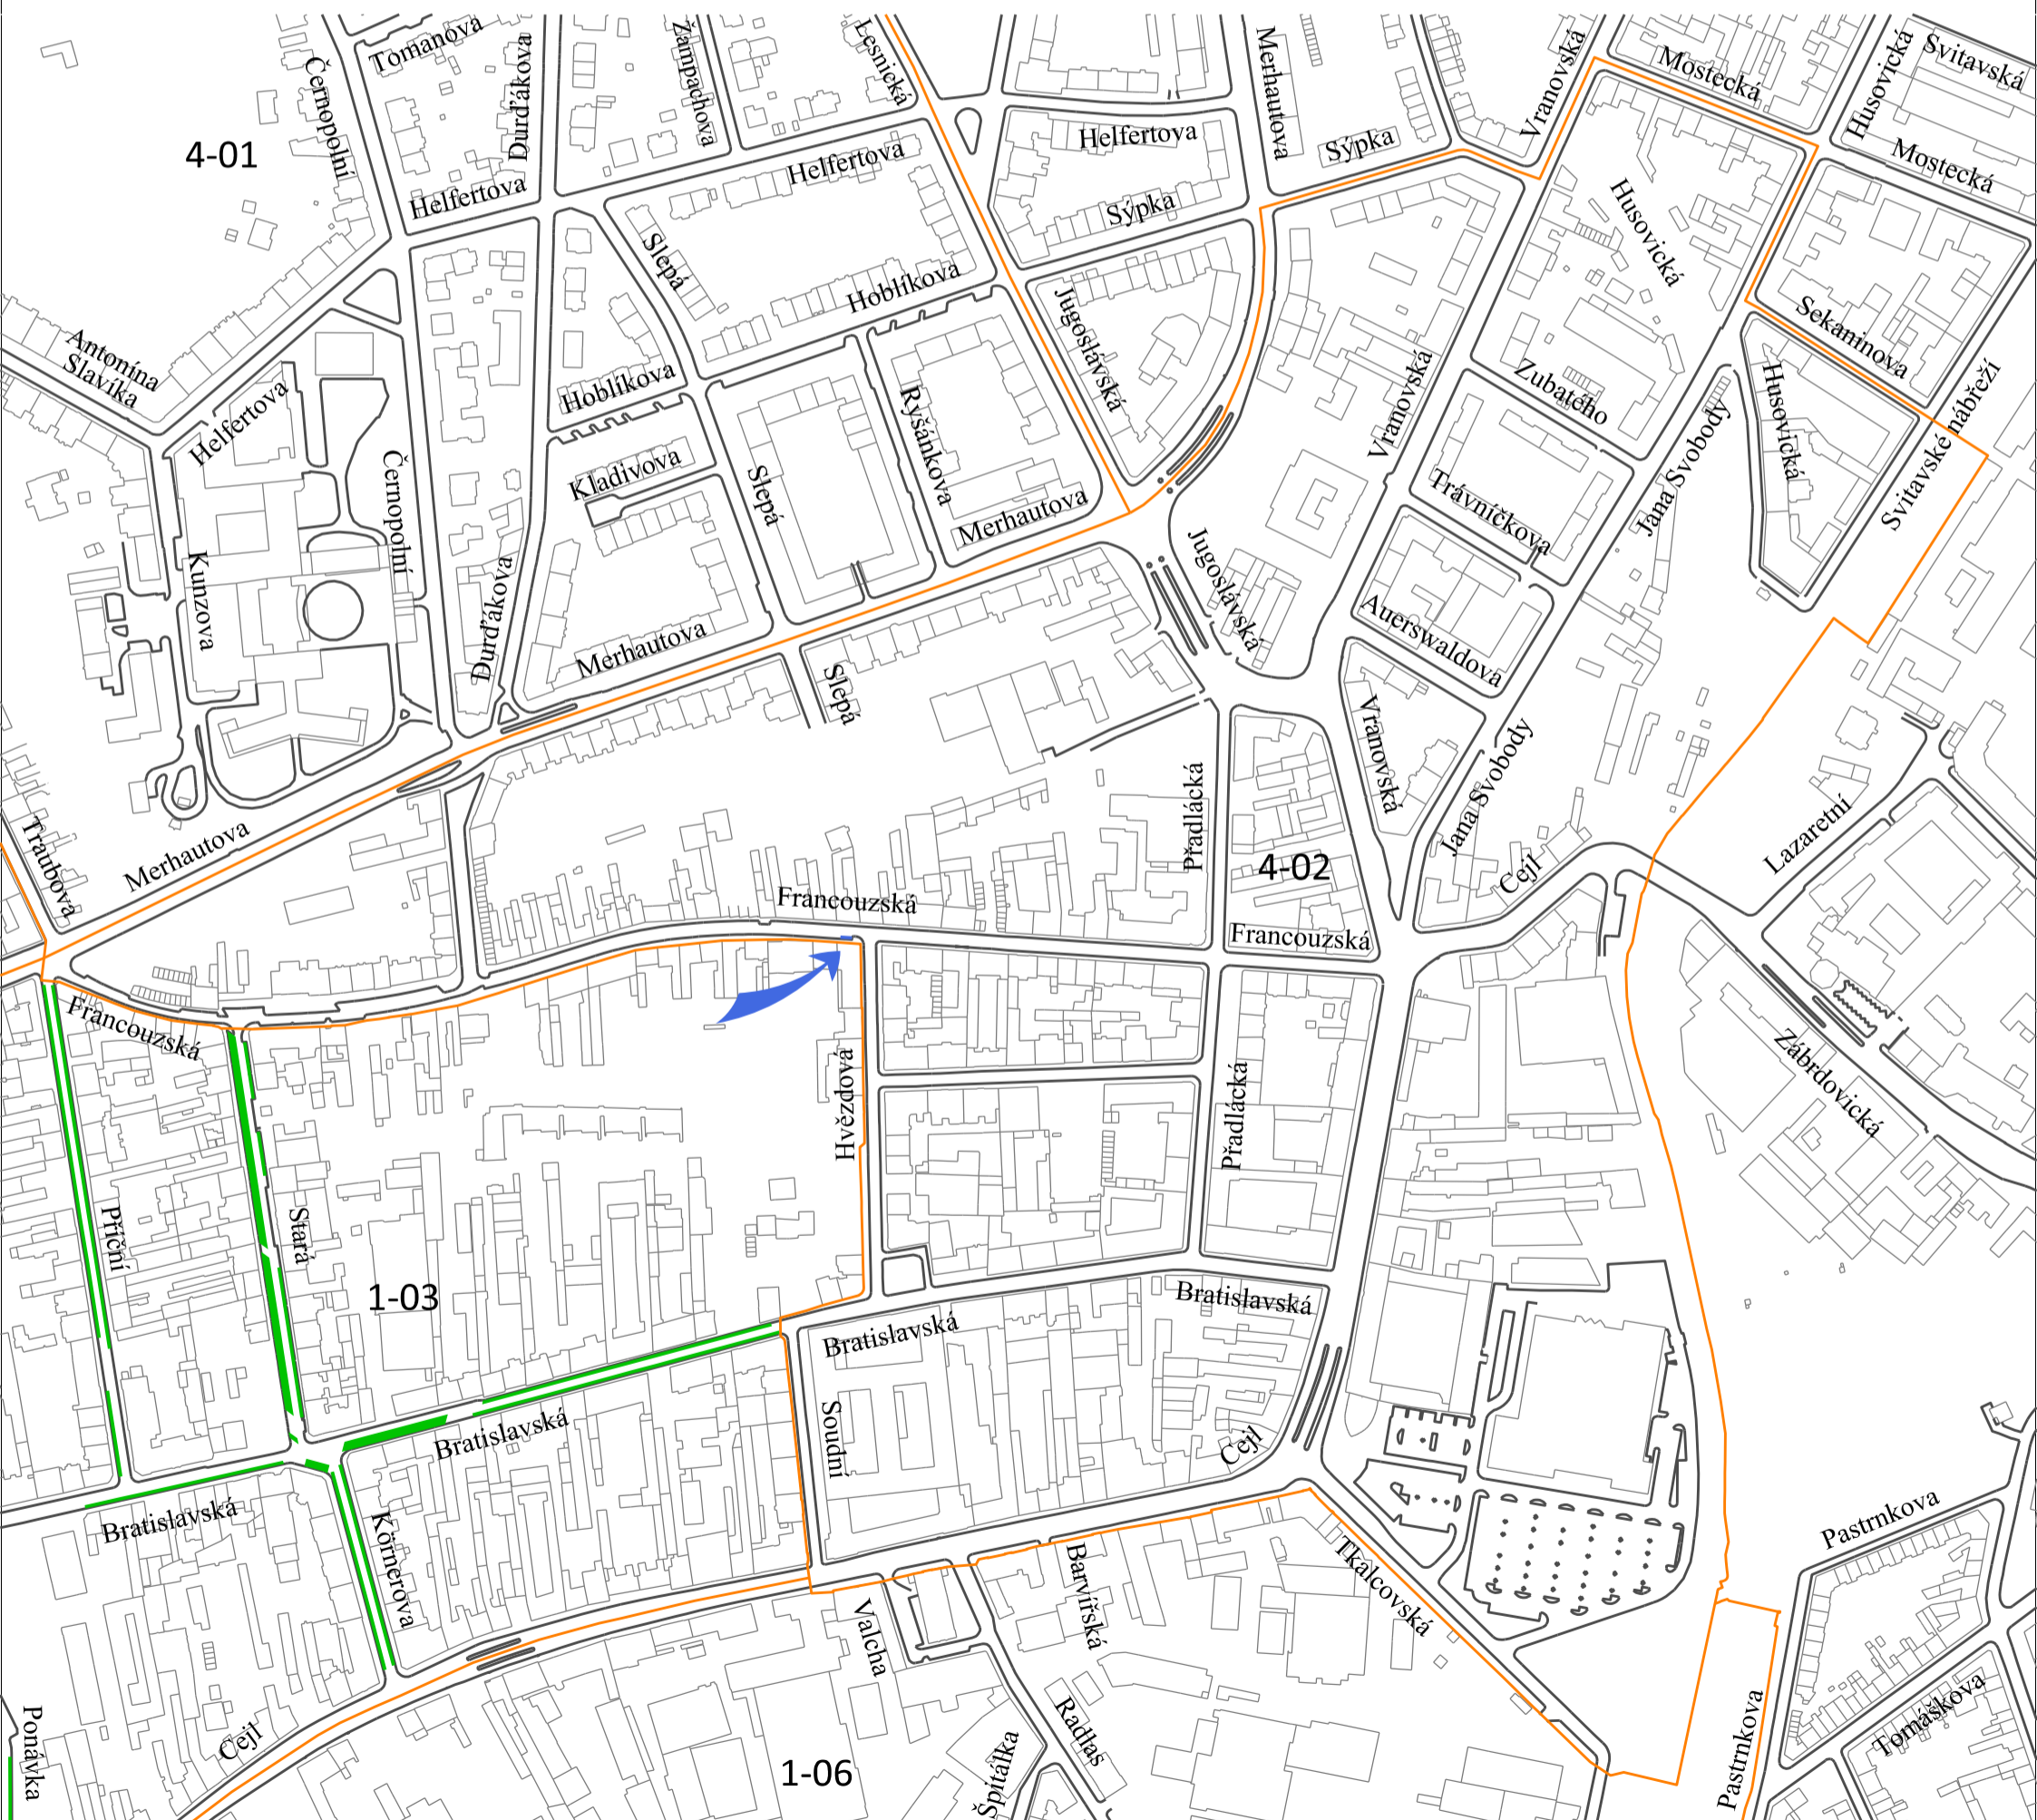 Tomanova
Durďákova
Žampachova
Lesnická
Merhautova
Vranovská
Mostecká
Husovická
Svitavská
Černopolní
4-01
Helfertova
Helfertova
Helfertova
Sýpka
Mostecká
Sýpka
Husovická
Slepá
Hoblíkova
Jugoslávská
Sekaninova
Antonína
Slavíka
Hoblíkova
Zubatého
Husovická
Vranovská
Helfertova
Ryšánkova
Jana Svobody
Svitavské nábřeží
Černopolní
Kladivova
Slepá
Merhautova
Trávníčkova
Kunzova
Durďákova
Jugoslávská
Auerswaldova
Merhautova
Slepá
Vranovská
Jana Svobody
Přadlácká
Lazaretní
Traubova
Merhautova
4-02
Cejl
Francouzská
Francouzská
Francouzská
Zábrdovická
Hvězdová
Přadlácká
Příční
Stará
1-03
Bratislavská
Bratislavská
Bratislavská
Soudní
Cejl
Bratislavská
Körnerova
Pastrnkova
Barvířská
Tkalcovská
Valcha
Ponávka
Cejl
Radlas
Tomáškova
Pastrnkova
1-06
Špitálka